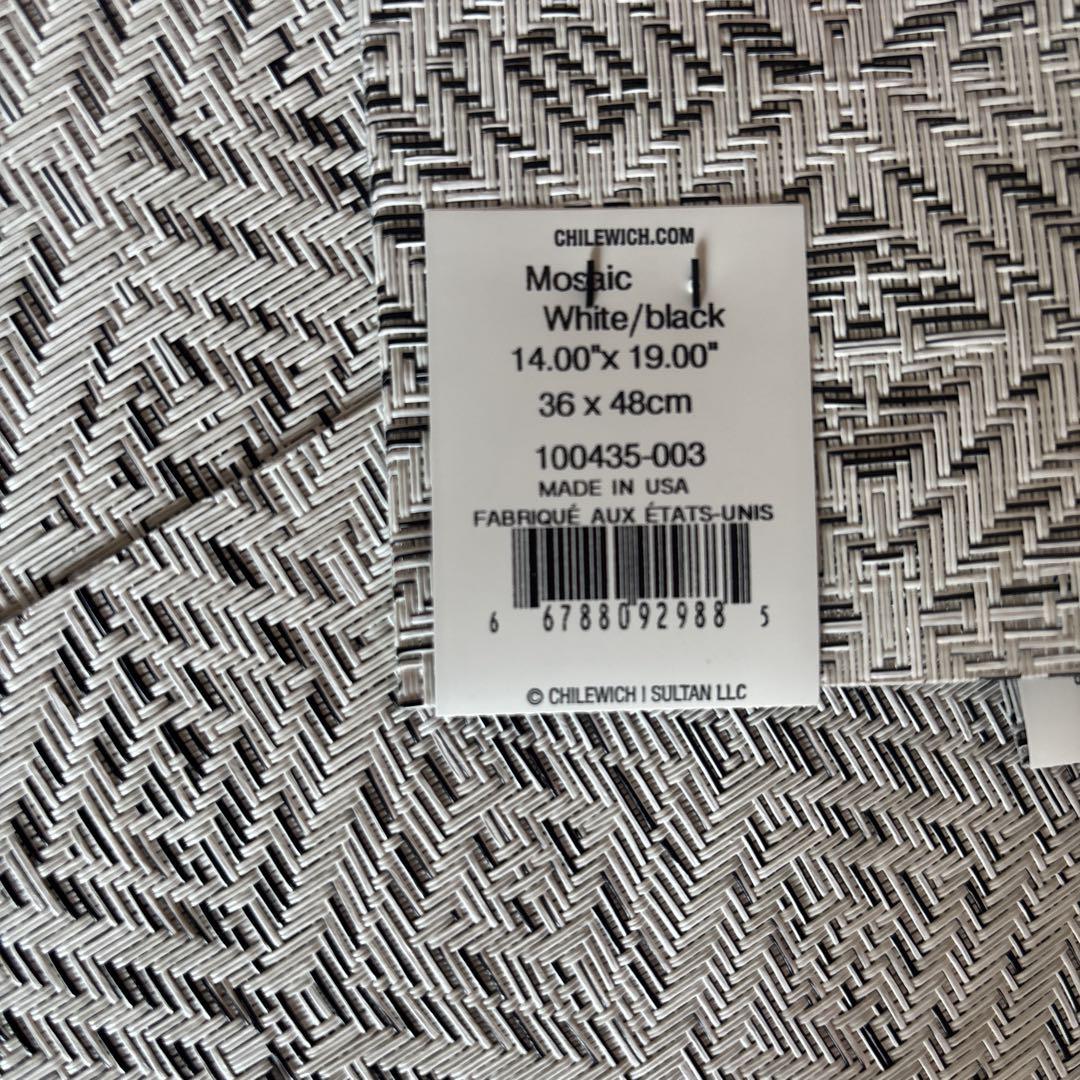 CHILEWICH.COM
Mosaic
White/black
14.00"x 19.00"
36 x 48cm
100435-003
MADE IN USA
FABRIQUÉ AUX ÉTATS-UNIS
6 67880 92988 5
© CHILEWICH | SULTAN LLC